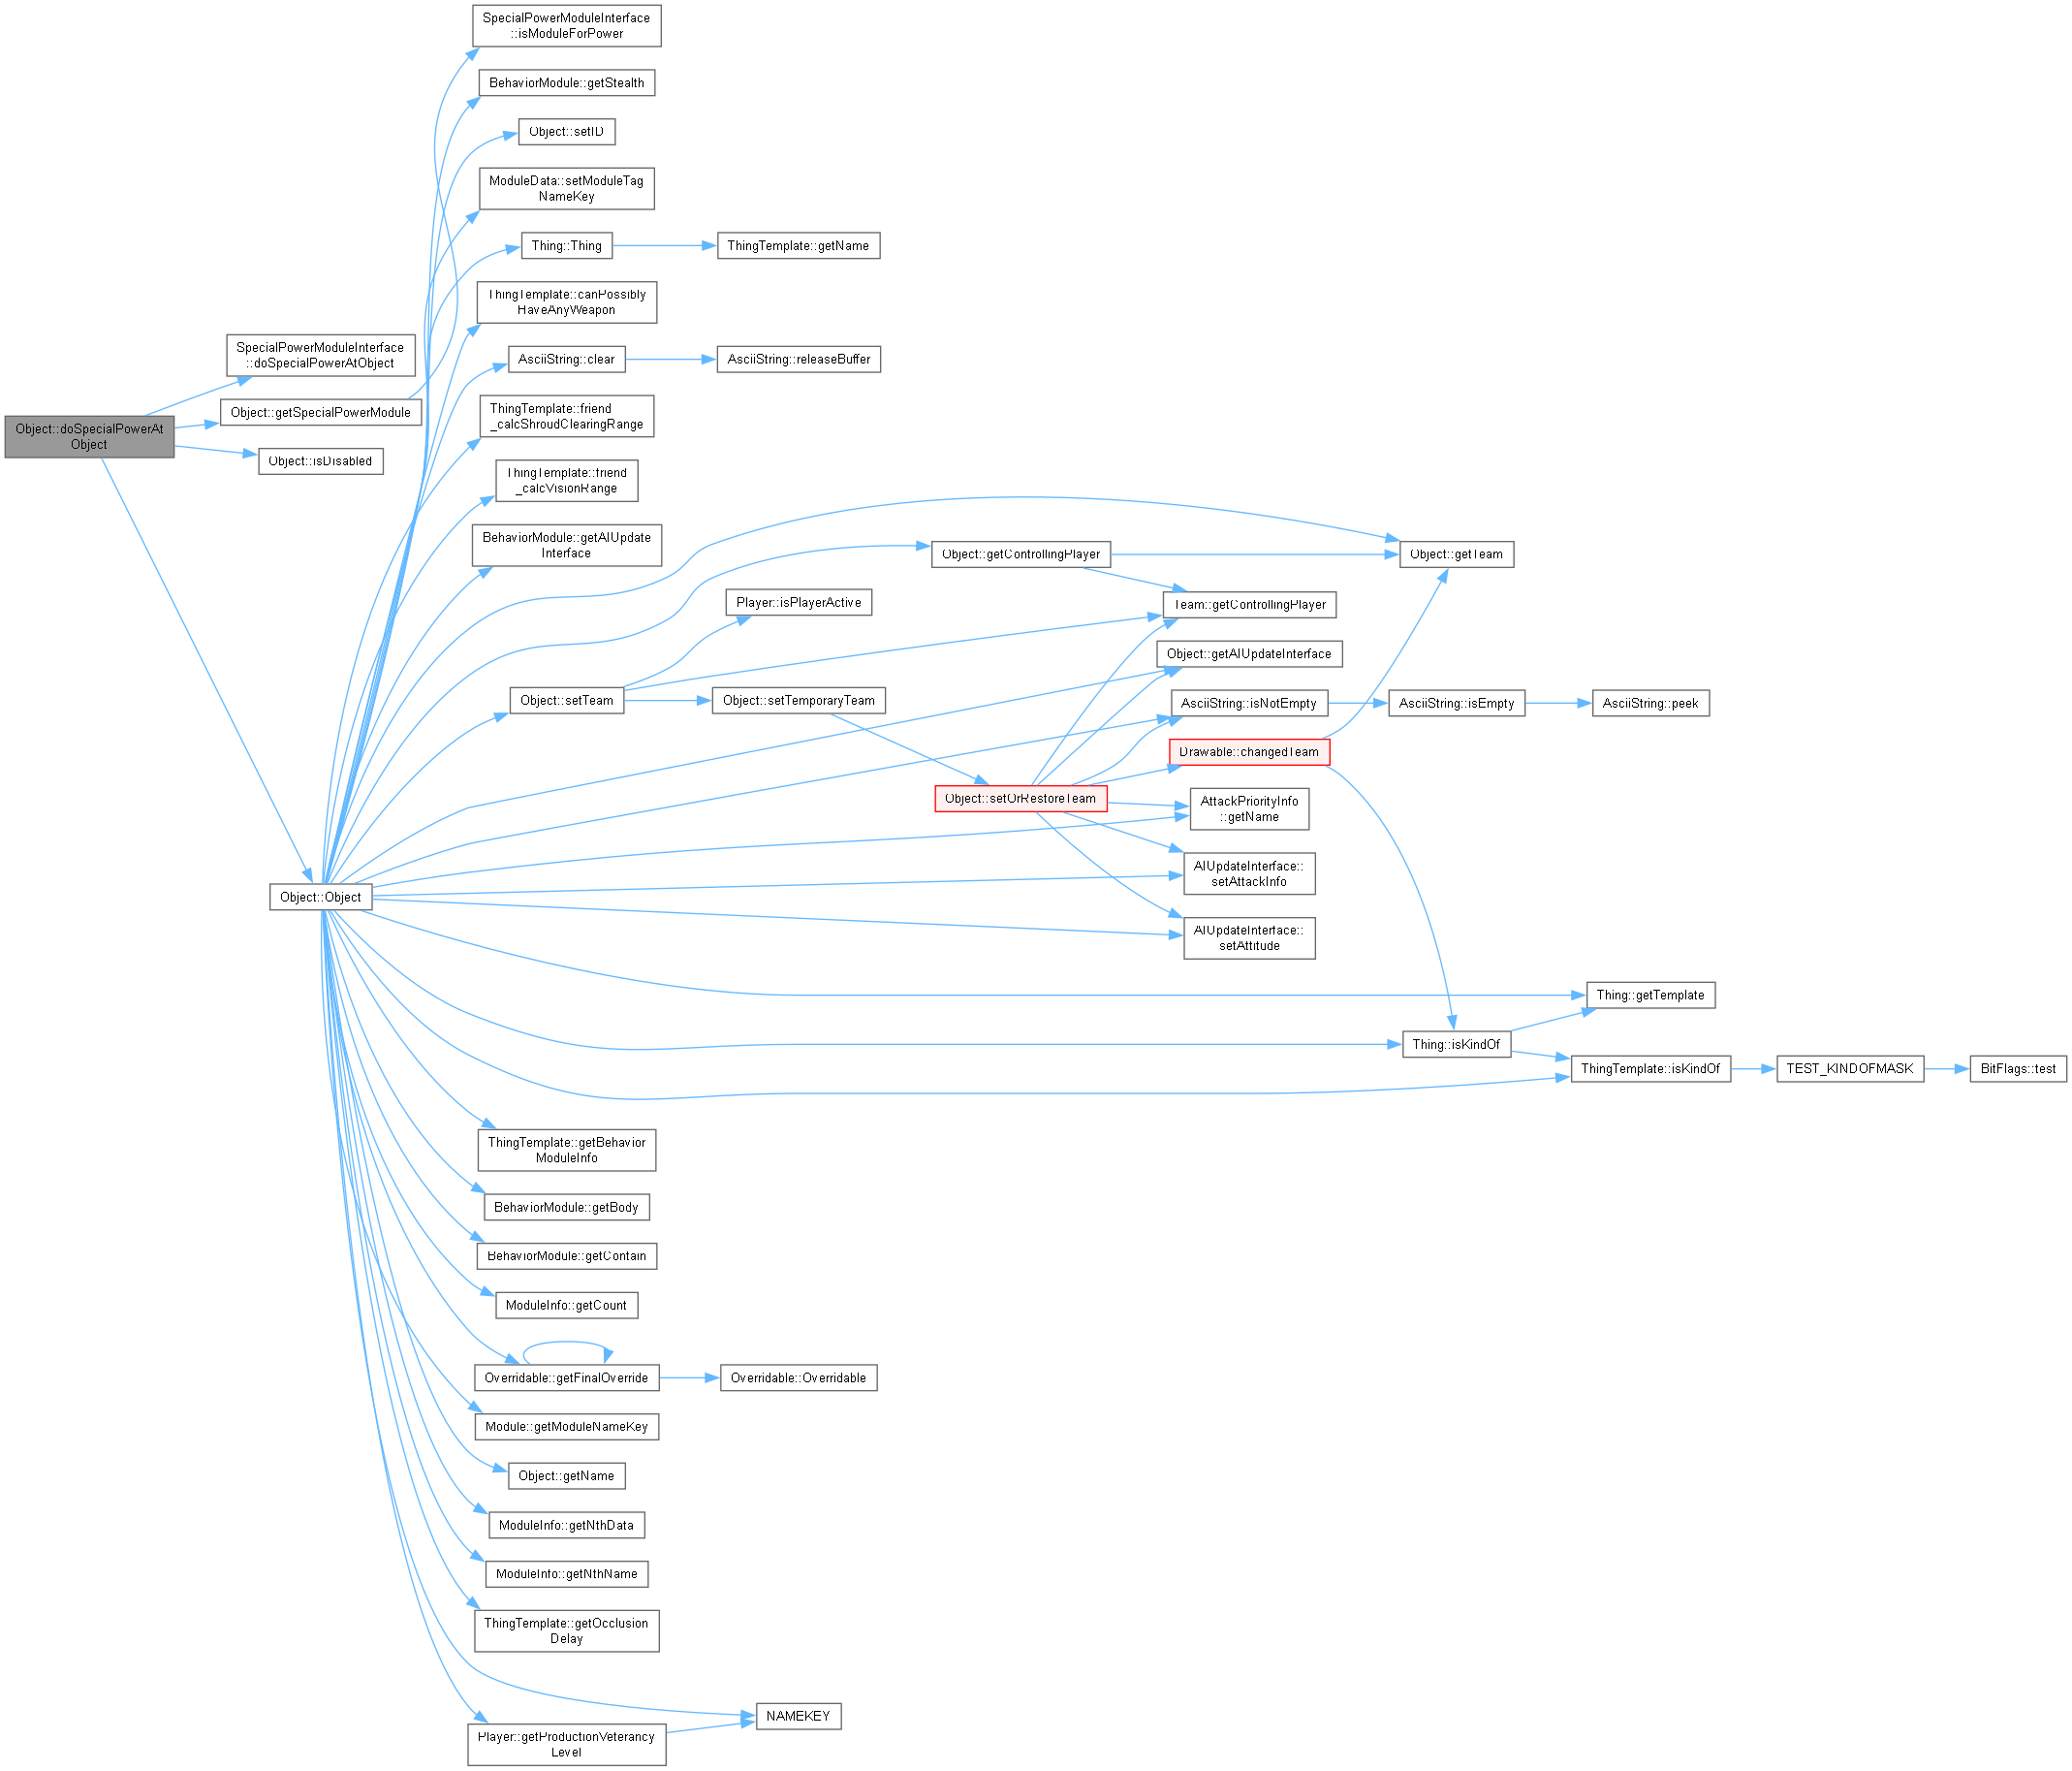 SpecialPowerModuleInterface
::isModuleForPower
BehaviorModule::getStealth
Object::setID
ModuleData::setModuleTag
NameKey
Thing::Thing
ThingTemplate::getName
ThingTemplate::canPossibly
HaveAnyWeapon
SpecialPowerModuleInterface
::doSpecialPowerAtObject
AsciiString::clear
AsciiString::releaseBuffer
Object::getSpecialPowerModule
ThingTemplate::friend
_calcShroudClearingRange
Object::doSpecialPowerAt
Object
Object::isDisabled
ThingTemplate::friend
_calcVisionRange
BehaviorModule::getAIUpdate
Interface
Object::getControllingPlayer
Object::getTeam
Player::isPlayerActive
Team::getControllingPlayer
Object::getAIUpdateInterface
Object::setTeam
Object::setTemporaryTeam
AsciiString::isNotEmpty
AsciiString::isEmpty
AsciiString::peek
Drawable::changedTeam
Object::setOrRestoreTeam
AttackPriorityInfo
::getName
AIUpdateInterface::
setAttackInfo
Object::Object
AIUpdateInterface::
setAttitude
Thing::getTemplate
Thing::isKindOf
ThingTemplate::isKindOf
TEST_KINDOFMASK
BitFlags::test
ThingTemplate::getBehavior
ModuleInfo
BehaviorModule::getBody
BehaviorModule::getContain
ModuleInfo::getCount
Overridable::getFinalOverride
Overridable::Overridable
Module::getModuleNameKey
Object::getName
ModuleInfo::getNthData
ModuleInfo::getNthName
ThingTemplate::getOcclusion
Delay
NAMEKEY
Player::getProductionVeterancy
Level